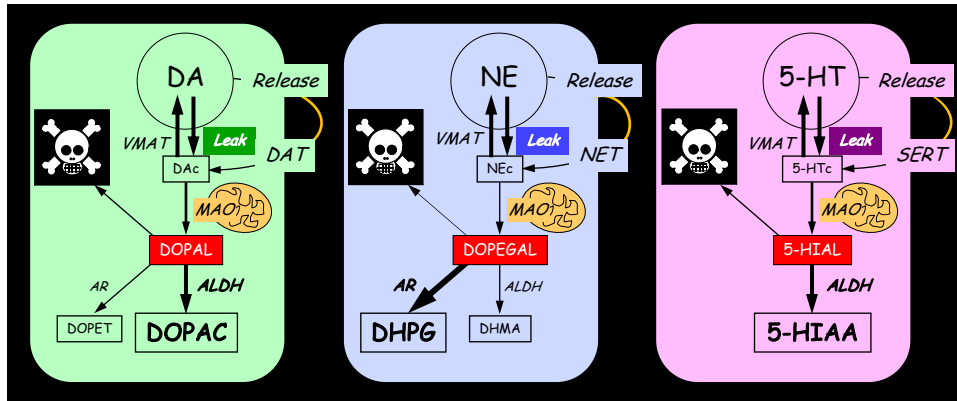 DA
Release
VMAT
Leak
DAT
DAc
MAO
DOPAL
AR
ALDH
DOPET
DOPAC
NE
Release
VMAT
Leak
NET
NEc
MAO
DOPEGAL
AR
ALDH
DHPG
DHMA
5-HT
Release
VMAT
Leak
SERT
5-HTc
MAO
5-HIAL
ALDH
5-HIAA